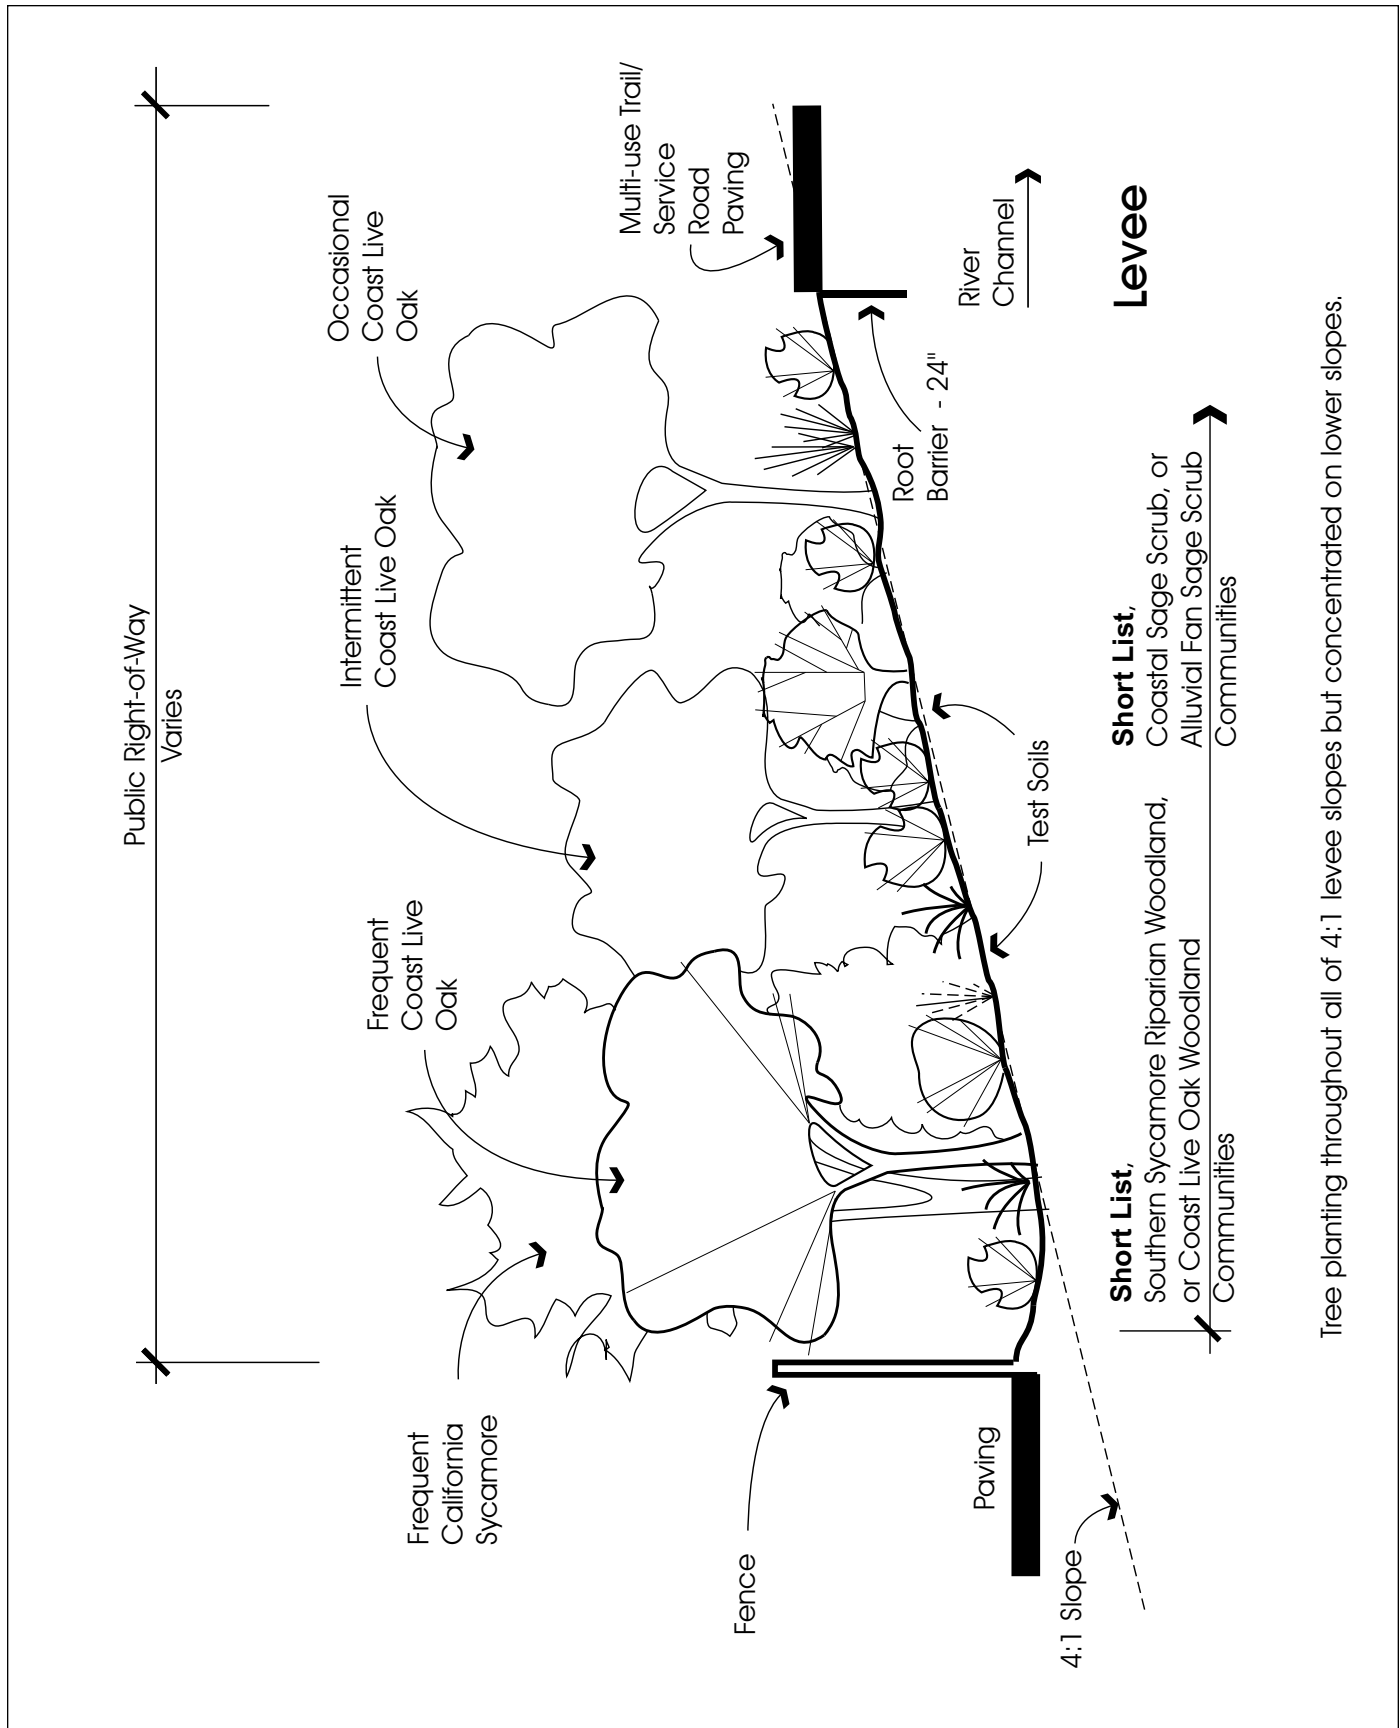 Public Right-of-Way
Varies
Frequent
California
Sycamore
Frequent
Coast Live
Oak
Intermittent
Coast Live Oak
Occasional
Coast Live
Oak
Multi-use Trail/
Service
Road
Paving
Fence
Paving
4:1 Slope
Test Soils
Root
Barrier - 24"
River
Channel
Levee
Short List,
Southern Sycamore Riparian Woodland,
or Coast Live Oak Woodland
Communities
Short List,
Coastal Sage Scrub, or
Alluvial Fan Sage Scrub
Communities
Tree planting throughout all of 4:1 levee slopes but concentrated on lower slopes.